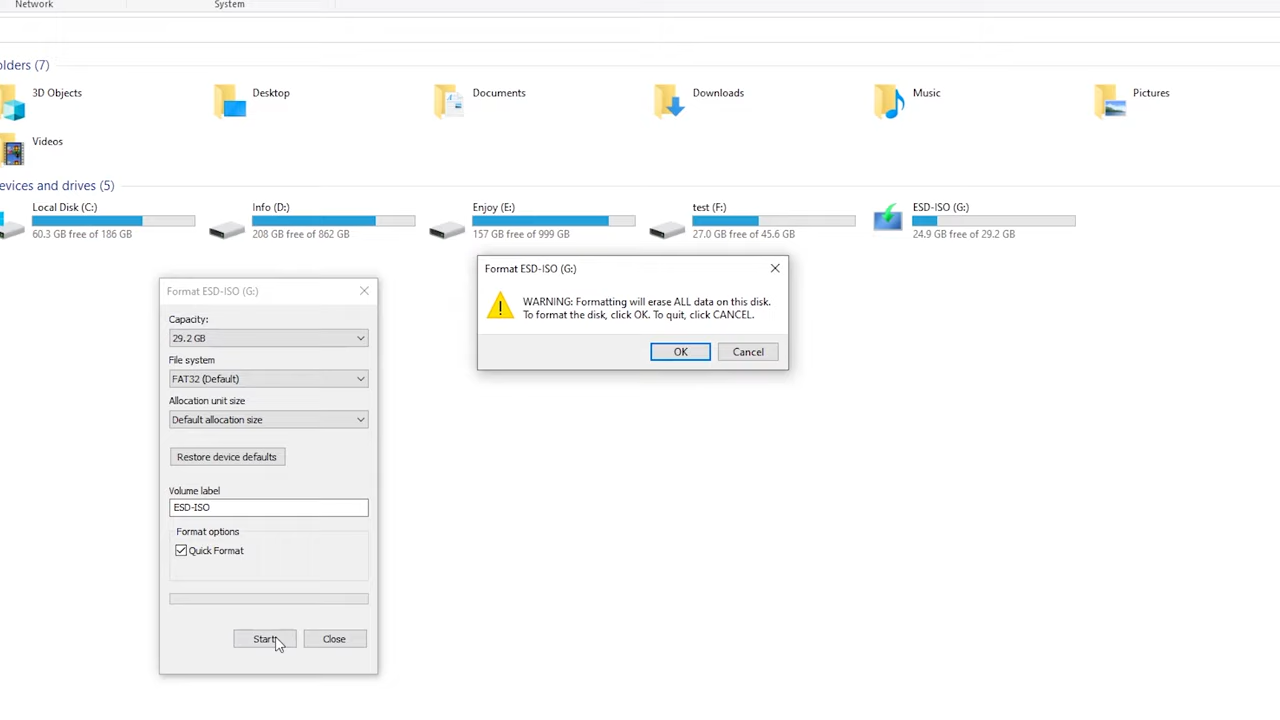 Network
System
olders (7)
3D Objects
Desktop
Documents
Downloads
Music
Pictures
Videos
evices and drives (5)
Local Disk (C:)
60.3 GB free of 186 GB
Info (D:)
208 GB free of 862 GB
Enjoy (E:)
157 GB free of 999 GB
test (F:)
27.0 GB free of 45.6 GB
ESD-ISO (G:)
24.9 GB free of 29.2 GB
Format ESD-ISO (G:)
WARNING: Formatting will erase ALL data on this disk.
To format the disk, click OK. To quit, click CANCEL.
OK
Cancel
Format ESD-ISO (G:)
Capacity:
29.2 GB
File system
FAT32 (Default)
Allocation unit size
Default allocation size
Restore device defaults
Volume label
ESD-ISO
Format options
Quick Format
Start
Close